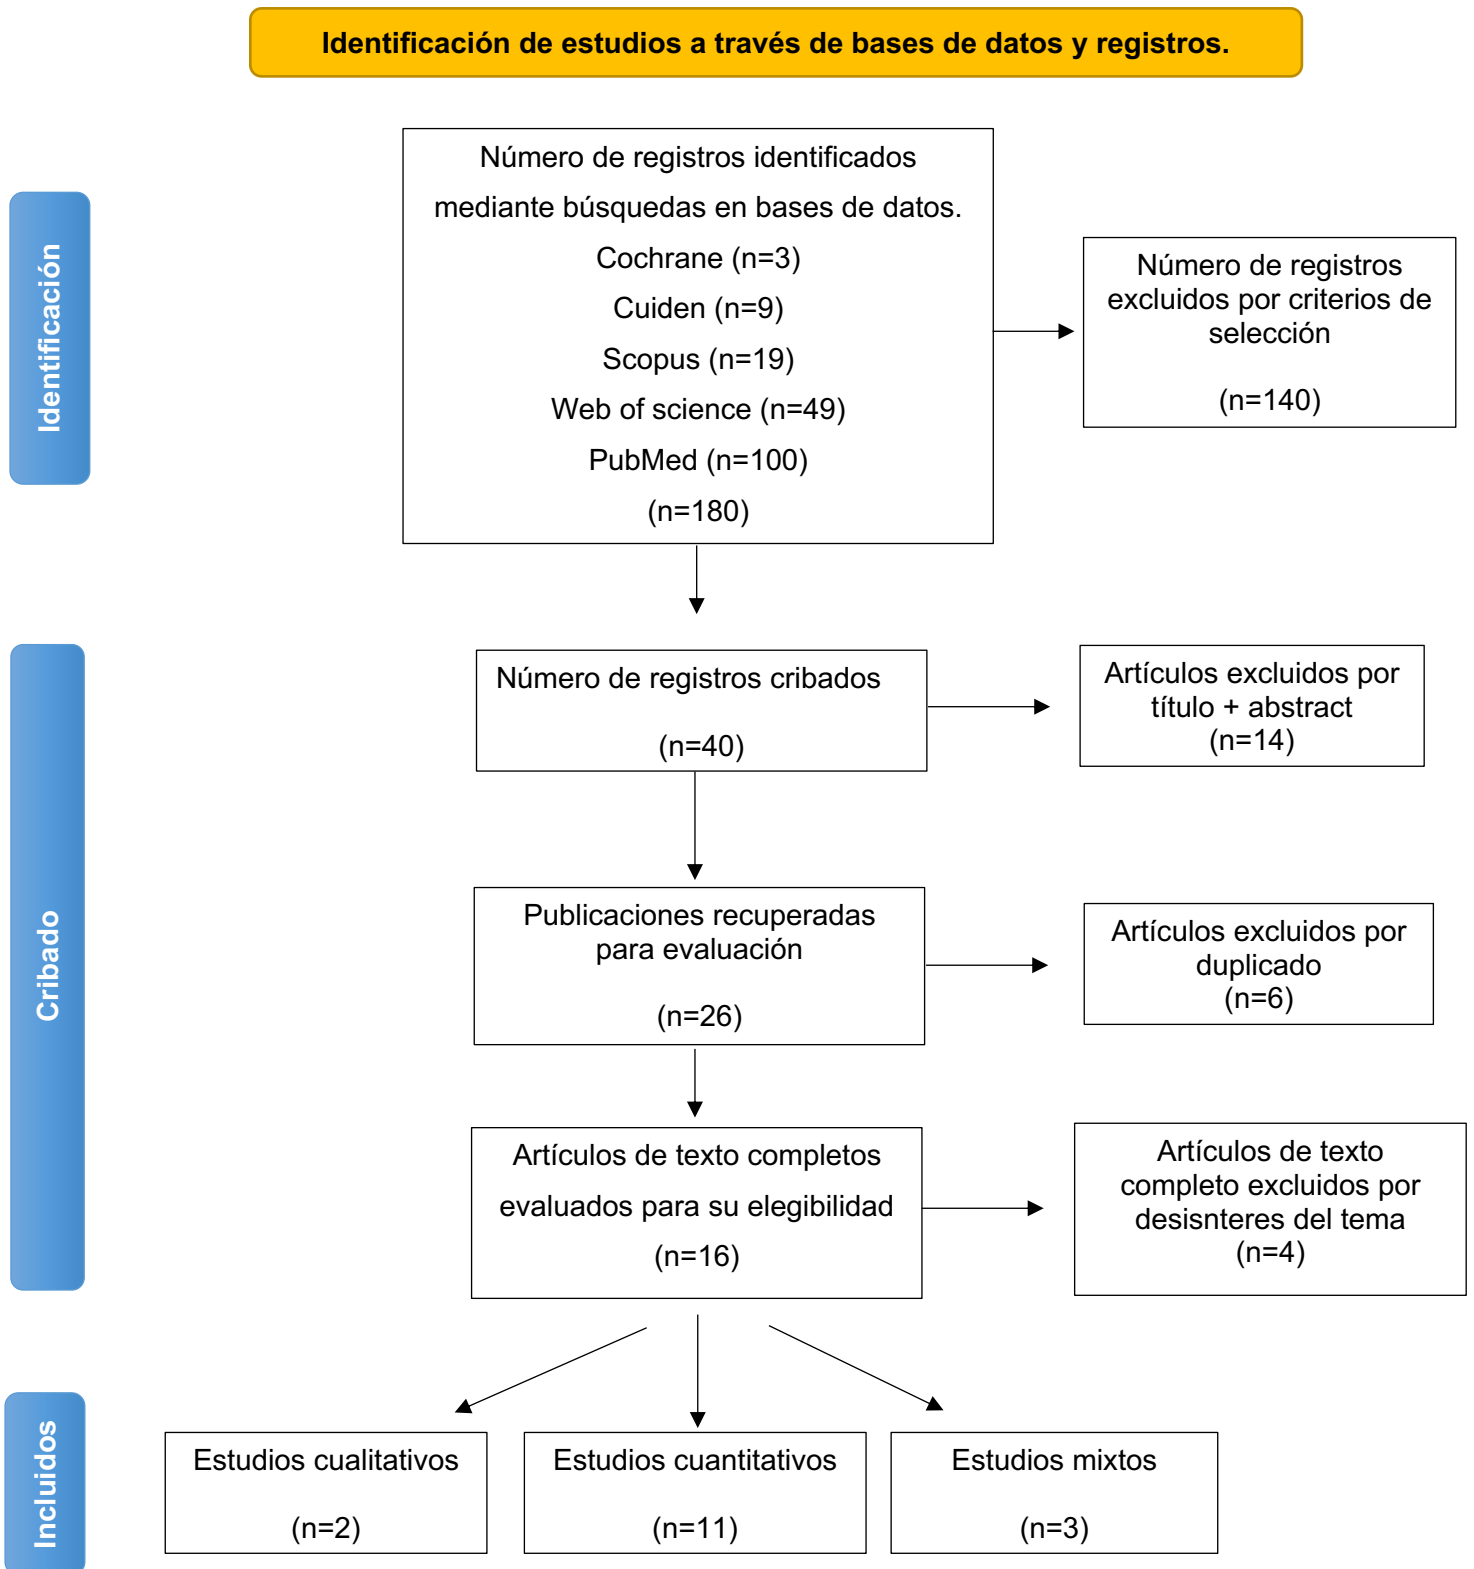 Identificación de estudios a través de bases de datos y registros.
Identificación
Número de registros identificados
mediante búsquedas en bases de datos.
Cochrane (n=3)
Cuiden (n=9)
Scopus (n=19)
Web of science (n=49)
PubMed (n=100)
(n=180)
Número de registros
excluidos por criterios de
selección
(n=140)
Cribado
Número de registros cribados
(n=40)
Artículos excluidos por
título + abstract
(n=14)
Publicaciones recuperadas
para evaluación
(n=26)
Artículos excluidos por
duplicado
(n=6)
Artículos de texto completos
evaluados para su elegibilidad
(n=16)
Artículos de texto
completo excluidos por
desisnteres del tema
(n=4)
Incluidos
Estudios cualitativos
(n=2)
Estudios cuantitativos
(n=11)
Estudios mixtos
(n=3)